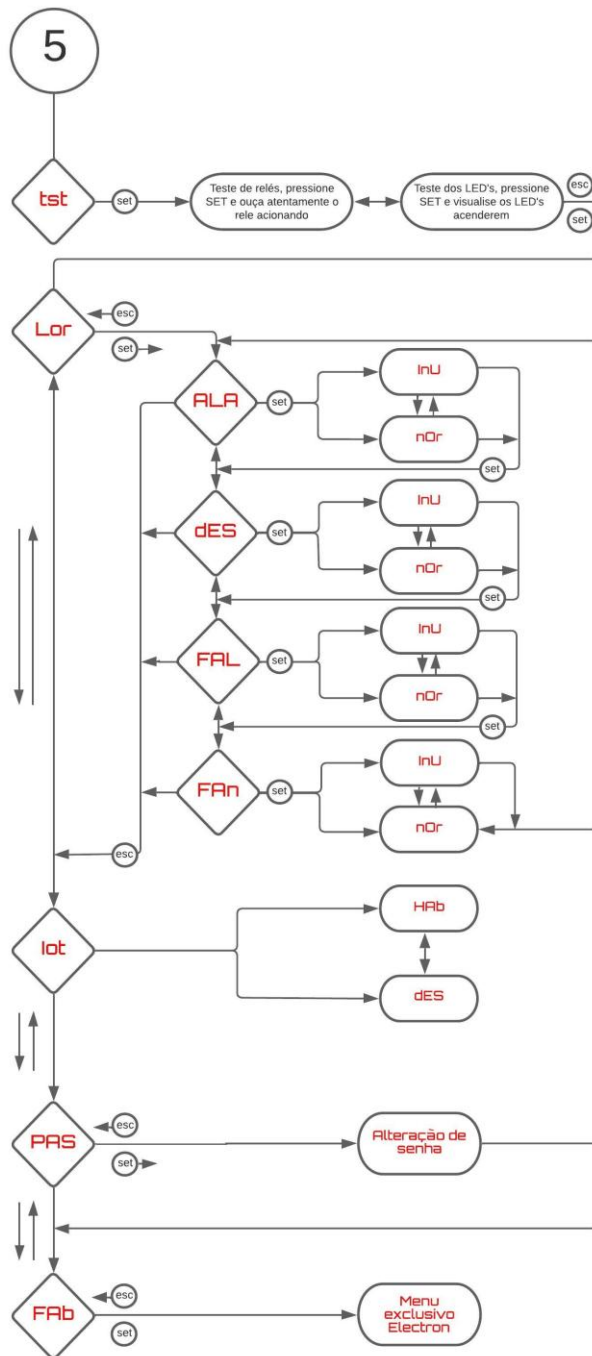 5
tst
set
Teste de relés, pressione
SET e ouça atentamente o
rele acionando
Teste dos LED's, pressione
SET e visualise os LED's
acenderem
esc
set
Lor
esc
set
ALA
set
InU
nOr
set
dES
set
InU
nOr
set
FAL
set
InU
nOr
set
FAn
set
InU
nOr
esc
Iot
HAb
dES
PAS
esc
set
Alteração de
senha
FAb
esc
set
Menu
exclusivo
Electron